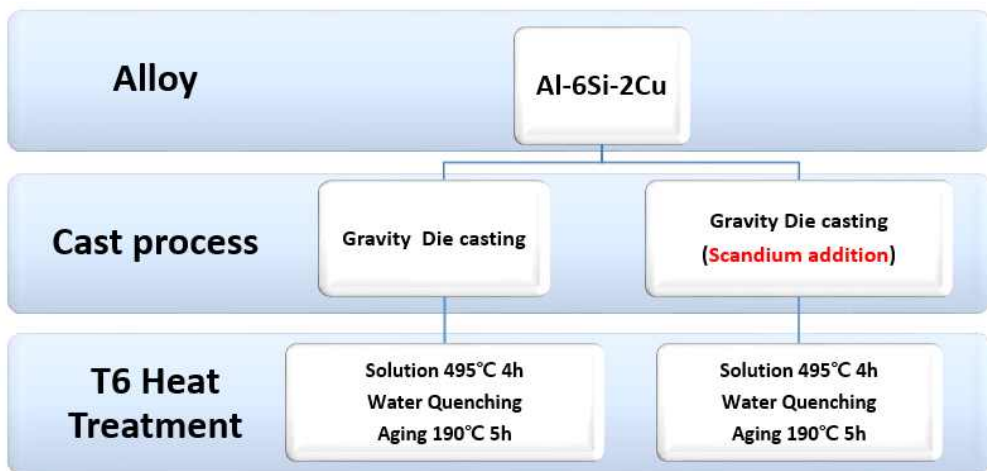 Alloy
Al-6Si-2Cu
Cast process
Gravity Die casting
Gravity Die casting
(Scandium addition)
T6 Heat
Treatment
Solution 495℃ 4h
Water Quenching
Aging 190℃ 5h
Solution 495℃ 4h
Water Quenching
Aging 190℃ 5h